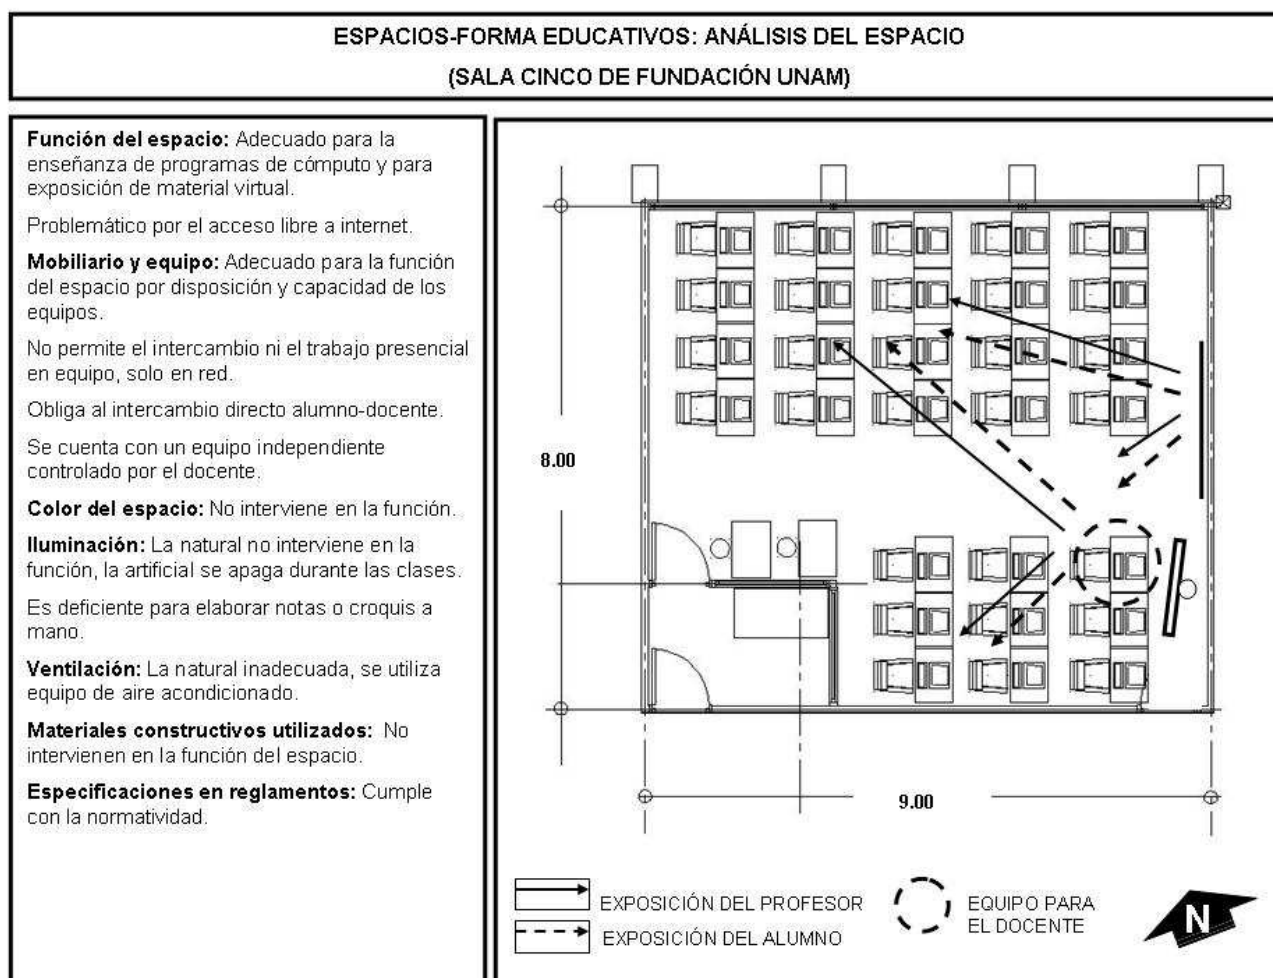 ESPACIOS-FORMA EDUCATIVOS: ANÁLISIS DEL ESPACIO
(SALA CINCO DE FUNDACIÓN UNAM)
Función del espacio: Adecuado para la
enseñanza de programas de cómputo y para
exposición de material virtual.
Problemático por el acceso libre a internet.
Mobiliario y equipo: Adecuado para la función
del espacio por disposición y capacidad de los
equipos.
No permite el intercambio ni el trabajo presencial
en equipo, solo en red.
Obliga al intercambio directo alumno-docente.
Se cuenta con un equipo independiente
controlado por el docente.
Color del espacio: No interviene en la función.
Iluminación: La natural no interviene en la
función, la artificial se apaga durante las clases.
Es deficiente para elaborar notas o croquis a
mano.
Ventilación: La natural inadecuada, se utiliza
equipo de aire acondicionado.
Materiales constructivos utilizados: No
intervienen en la función del espacio.
Especificaciones en reglamentos: Cumple
con la normatividad.
8.00
9.00
EXPOSICIÓN DEL PROFESOR
EXPOSICIÓN DEL ALUMNO
EQUIPO PARA
EL DOCENTE
N